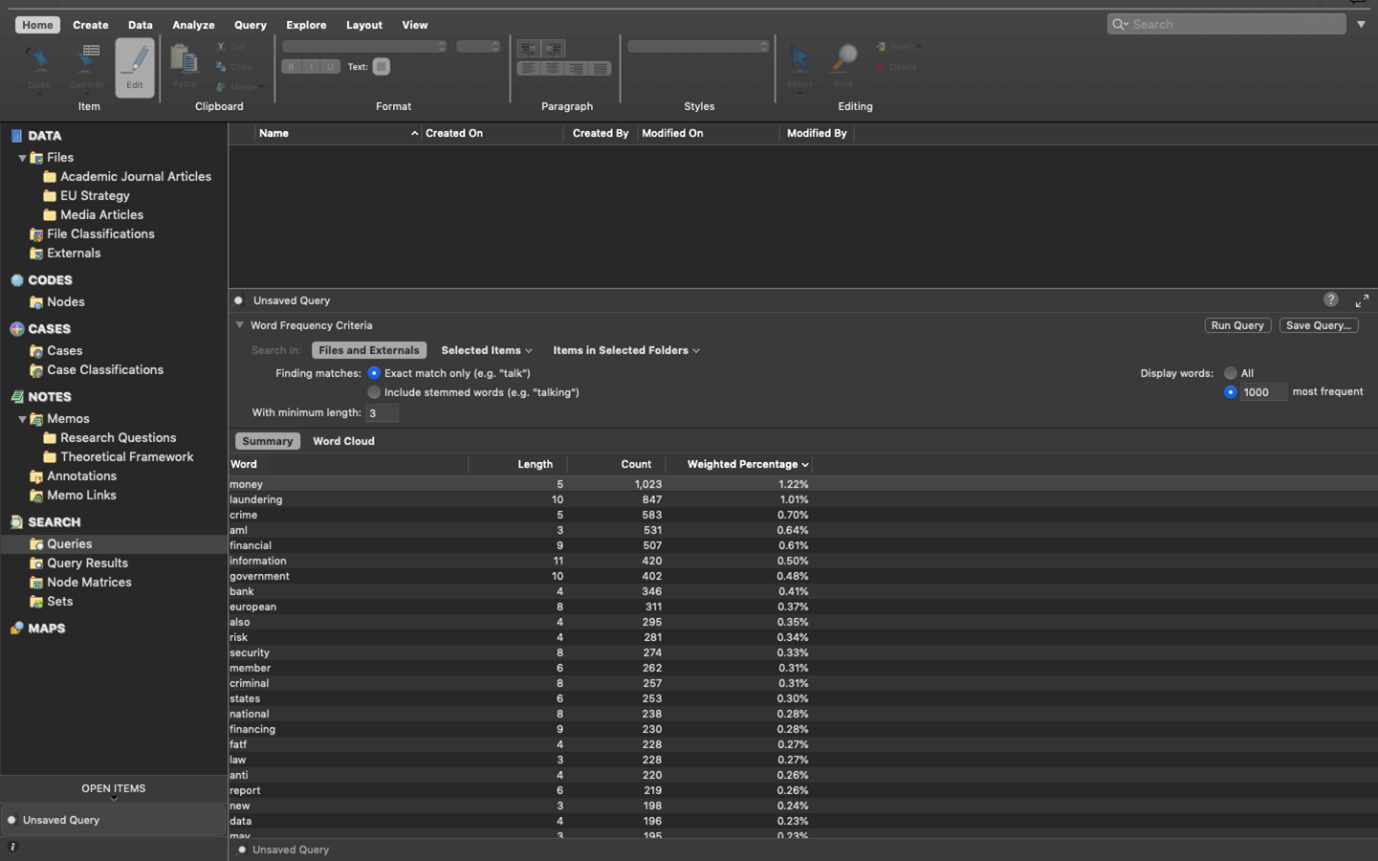 Home Create Data Analyze Query Explore Layout View
Search
Open Get Info Edit Paste Cut Copy Merge
B I U Text:
Select Find Insert Delete
Item Clipboard Format Paragraph Styles Editing
DATA
Files
Academic Journal Articles
EU Strategy
Media Articles
File Classifications
Externals
CODES
Nodes
CASES
Cases
Case Classifications
NOTES
Memos
Research Questions
Theoretical Framework
Annotations
Memo Links
SEARCH
Queries
Query Results
Node Matrices
Sets
MAPS
OPEN ITEMS
Unsaved Query
Name Created On Created By Modified On Modified By
Unsaved Query ?
Word Frequency Criteria Run Query Save Query...
Search in: Files and Externals Selected Items Items in Selected Folders
Finding matches: Exact match only (e.g. "talk") Display words: All
Include stemmed words (e.g. "talking") 1000 most frequent
With minimum length: 3
Summary Word Cloud
Word Length Count Weighted Percentage
money 5 1,023 1.22%
laundering 10 847 1.01%
crime 5 583 0.70%
aml 3 531 0.64%
financial 9 507 0.61%
information 11 420 0.50%
government 10 402 0.48%
bank 4 346 0.41%
european 8 311 0.37%
also 4 295 0.35%
risk 4 281 0.34%
security 8 274 0.33%
member 6 262 0.31%
criminal 8 257 0.31%
states 6 253 0.30%
national 8 238 0.28%
financing 9 230 0.28%
fatf 4 228 0.27%
law 3 228 0.27%
anti 4 220 0.26%
report 6 219 0.26%
new 3 198 0.24%
data 4 196 0.23%
may 3 195 0.23%
Unsaved Query